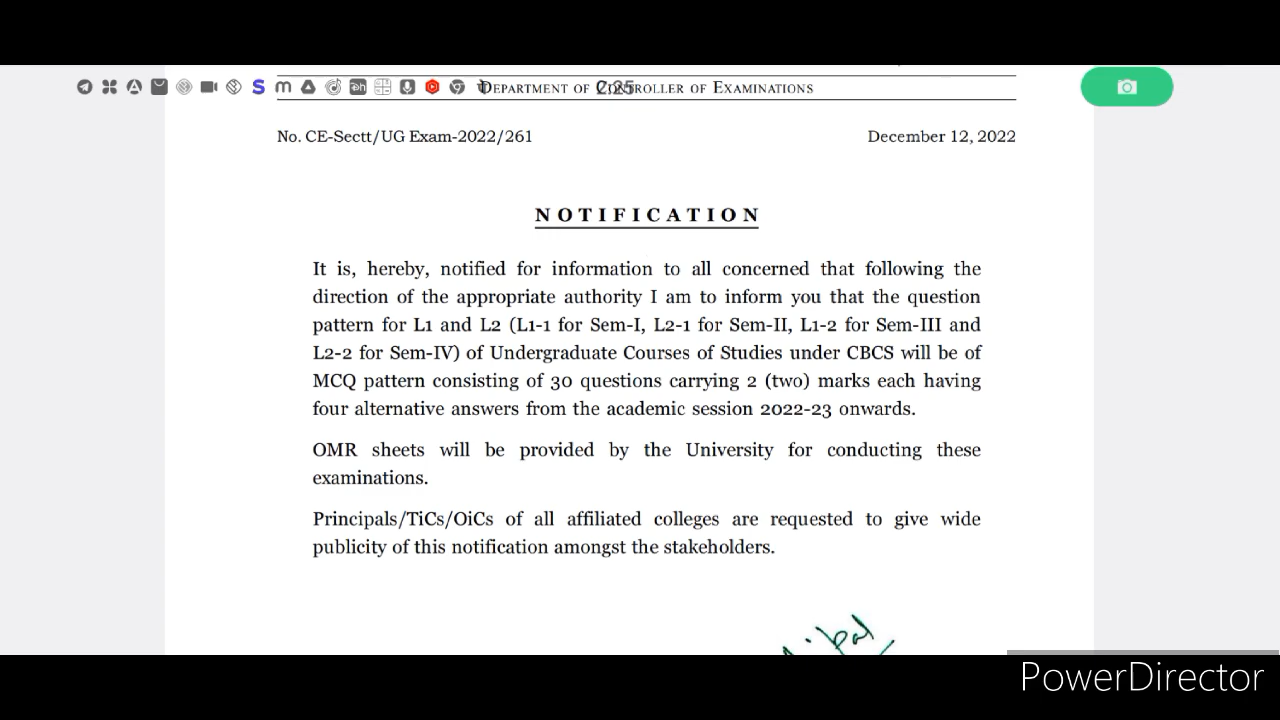 DEPARTMENT OF CONTROLLER OF EXAMINATIONS
2:25
No. CE-Sectt/UG Exam-2022/261
December 12, 2022
NOTIFICATION
It is, hereby, notified for information to all concerned that following the
direction of the appropriate authority I am to inform you that the question
pattern for L1 and L2 (L1-1 for Sem-I, L2-1 for Sem-II, L1-2 for Sem-III and
L2-2 for Sem-IV) of Undergraduate Courses of Studies under CBCS will be of
MCQ pattern consisting of 30 questions carrying 2 (two) marks each having
four alternative answers from the academic session 2022-23 onwards.
OMR sheets will be provided by the University for conducting these
examinations.
Principals/TiCs/OiCs of all affiliated colleges are requested to give wide
publicity of this notification amongst the stakeholders.
PowerDirector